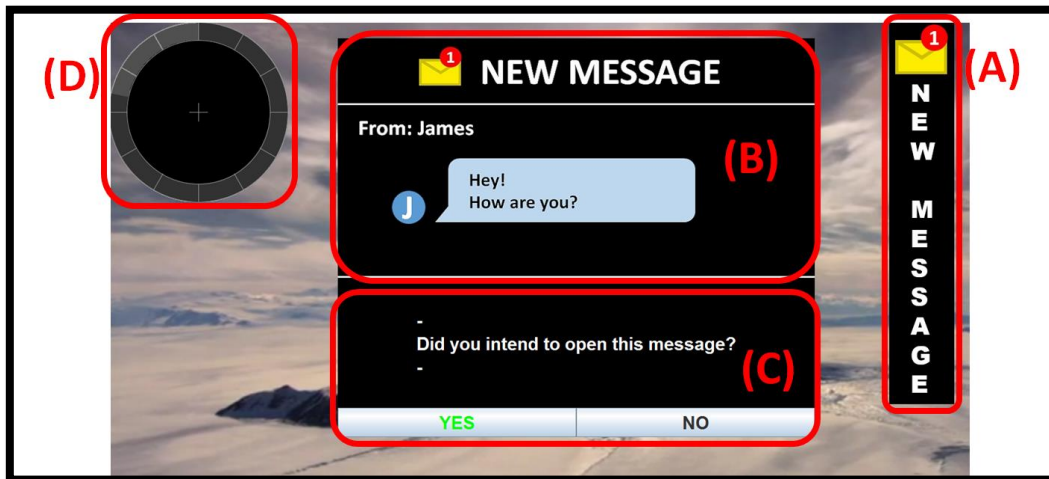 (D)
1
NEW MESSAGE
From: James
(B)
J
Hey!
How are you?
-
Did you intend to open this message?
-
(C)
YES
NO
1
(A)
N
E
W
M
E
S
S
A
G
E